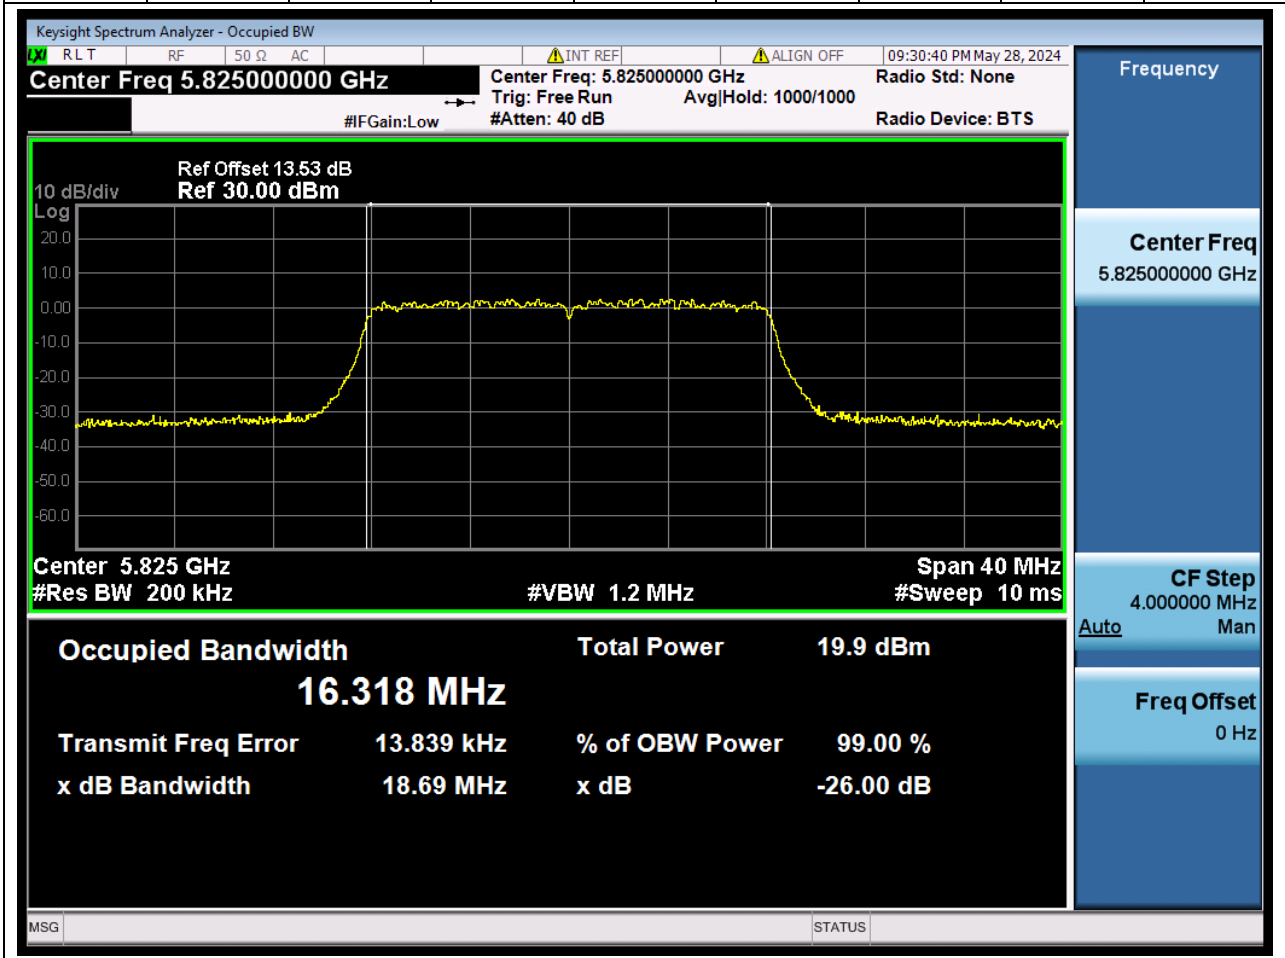 Keysight Spectrum Analyzer - Occupied BW
LXI RLT RF 50 Ω AC INT REF ALIGN OFF 09:30:40 PM May 28, 2024
Center Freq 5.825000000 GHz
Center Freq: 5.825000000 GHz Radio Std: None
Trig: Free Run Avg|Hold: 1000/1000
#IFGain:Low #Atten: 40 dB Radio Device: BTS
Ref Offset 13.53 dB
10 dB/div Ref 30.00 dBm
Log
20.0
10.0
0.00
-10.0
-20.0
-30.0
-40.0
-50.0
-60.0
Center 5.825 GHz Span 40 MHz
#Res BW 200 kHz #VBW 1.2 MHz #Sweep 10 ms
Occupied Bandwidth Total Power 19.9 dBm
16.318 MHz
Transmit Freq Error 13.839 kHz % of OBW Power 99.00 %
x dB Bandwidth 18.69 MHz x dB -26.00 dB
Frequency
Center Freq
5.825000000 GHz
CF Step
4.000000 MHz
Auto Man
Freq Offset
0 Hz
MSG STATUS